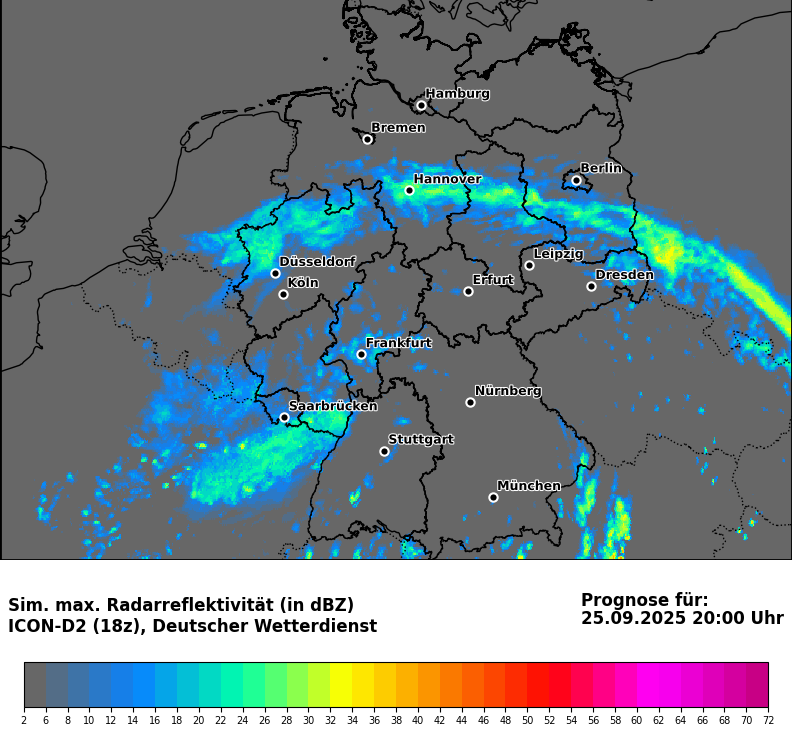 Hamburg
Bremen
Berlin
Hannover
Leipzig
Düsseldorf
Dresden
Köln
Erfurt
Frankfurt
Nürnberg
Saarbrücken
Stuttgart
München
Sim. max. Radarreflektivität (in dBZ)
ICON-D2 (18z), Deutscher Wetterdienst
Prognose für:
25.09.2025 20:00 Uhr
2 6 8 10 12 14 16 18 20 22 24 26 28 30 32 34 36 38 40 42 44 46 48 50 52 54 56 58 60 62 64 66 68 70 72